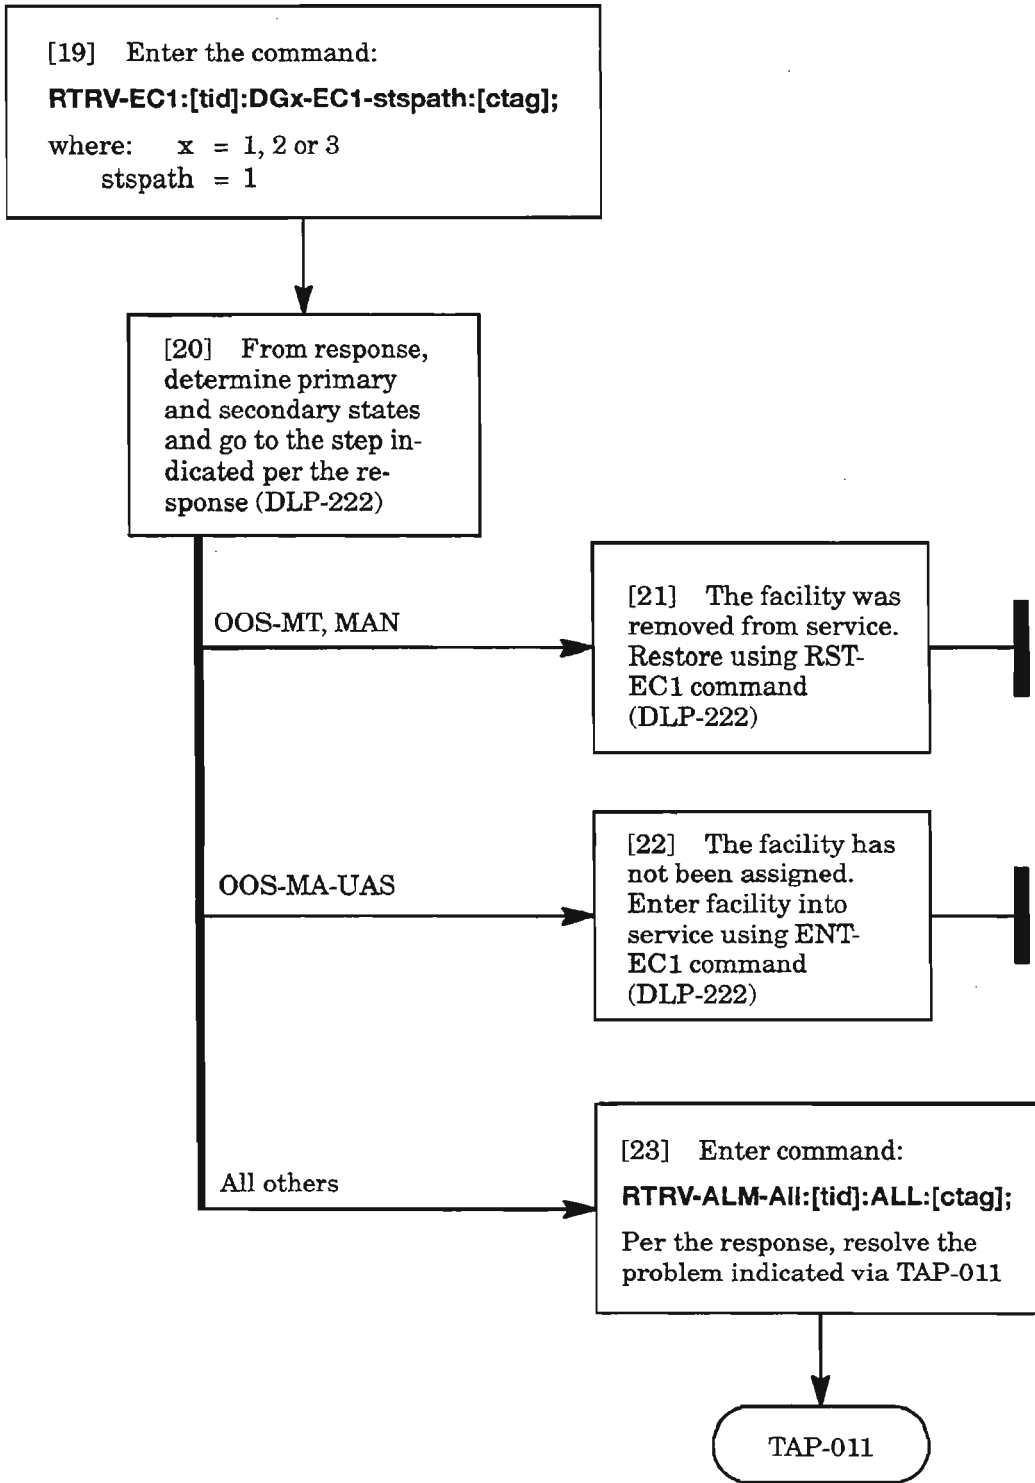 [19] Enter the command:
RTRV-EC1:[tid]:DGx-EC1-stspath:[ctag];
where: x = 1, 2 or 3
stspath = 1
[20] From response,
determine primary
and secondary states
and go to the step in-
dicated per the re-
sponse (DLP-222)
OOS-MT, MAN
[21] The facility was
removed from service.
Restore using RST-
EC1 command
(DLP-222)
OOS-MA-UAS
[22] The facility has
not been assigned.
Enter facility into
service using ENT-
EC1 command
(DLP-222)
All others
[23] Enter command:
RTRV-ALM-All:[tid]:ALL:[ctag];
Per the response, resolve the
problem indicated via TAP-011
TAP-011